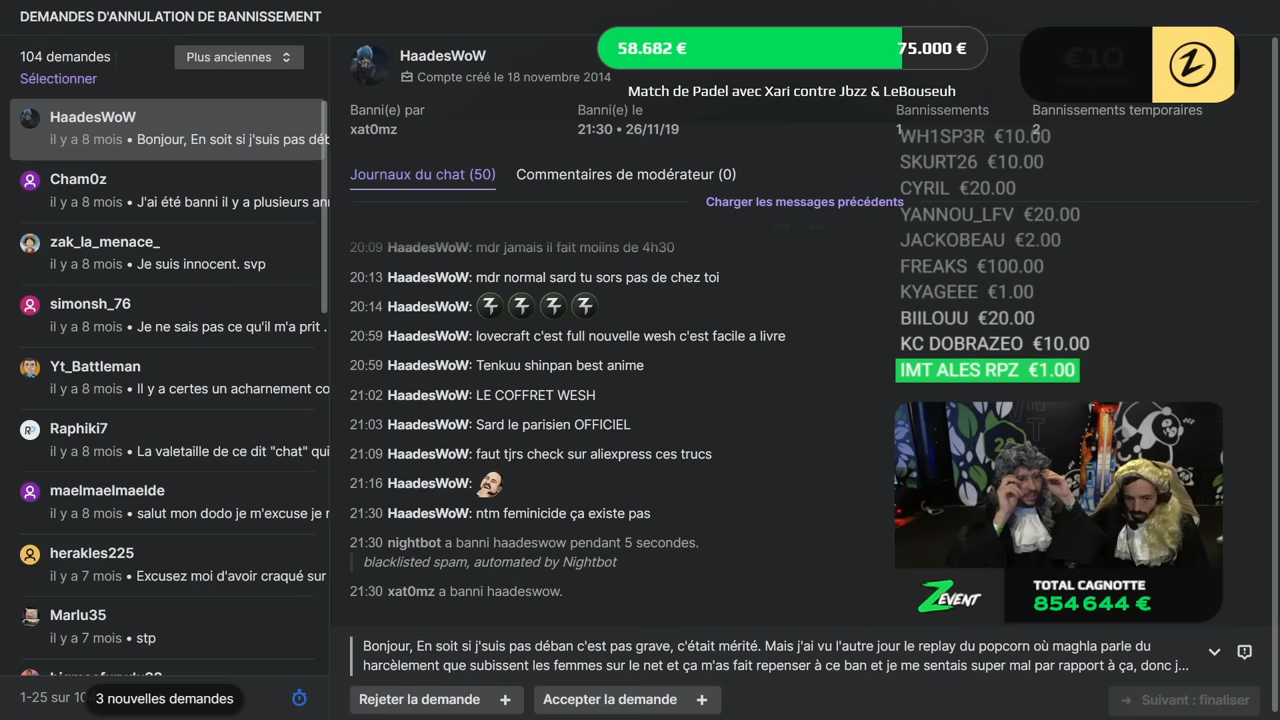 DEMANDES D'ANNULATION DE BANNISSEMENT
104 demandes
Plus anciennes
Sélectionner
HaadesWoW
il y a 8 mois • Bonjour, En soit si j'suis pas déb
Cham0z
il y a 8 mois • J'ai été banni il y a plusieurs an
zak_la_menace_
il y a 8 mois • Je suis innocent. svp
simonsh_76
il y a 8 mois • Je ne sais pas ce qu'il m'a prit .
Yt_Battleman
il y a 8 mois • Il y a certes un acharnement co
Raphiki7
il y a 8 mois • La valetaille de ce dit "chat" qui
maelmaelmaelde
il y a 8 mois • salut mon dodo je m'excuse je r
herakles225
il y a 7 mois • Excusez moi d'avoir craqué sur
Marlu35
il y a 7 mois • stp
1-25 sur 10
3 nouvelles demandes
HaadesWoW
Compte créé le 18 novembre 2014
58.682 €
75.000 €
Match de Padel avec Xari contre Jbzz & LeBouseuh
€10
Banni(e) par
xat0mz
Banni(e) le
21:30 • 26/11/19
Bannissements
1
Bannissements temporaires
2
Journaux du chat (50)
Commentaires de modérateur (0)
Charger les messages précédents
20:09 HaadesWoW: mdr jamais il fait moiins de 4h30
20:13 HaadesWoW: mdr normal sard tu sors pas de chez toi
20:14 HaadesWoW:
20:59 HaadesWoW: lovecraft c'est full nouvelle wesh c'est facile a livre
20:59 HaadesWoW: Tenkuu shinpan best anime
21:02 HaadesWoW: LE COFFRET WESH
21:03 HaadesWoW: Sard le parisien OFFICIEL
21:09 HaadesWoW: faut tjrs check sur aliexpress ces trucs
21:16 HaadesWoW:
21:30 HaadesWoW: ntm feminicide ça existe pas
21:30 nightbot a banni haadeswow pendant 5 secondes.
blacklisted spam, automated by Nightbot
21:30 xat0mz a banni haadeswow.
WH1SP3R €10.00
SKURT26 €10.00
CYRIL €20.00
YANNOU_LFV €20.00
JACKOBEAU €2.00
FREAKS €100.00
KYAGEEE €1.00
BIILOUU €20.00
KC DOBRAZEO €10.00
IMT ALES RPZ €1.00
ZEVENT
TOTAL CAGNOTTE
854 644 €
Bonjour, En soit si j'suis pas déban c'est pas grave, c'était mérité. Mais j'ai vu l'autre jour le replay du popcorn où maghla parle du
harcèlement que subissent les femmes sur le net et ça m'as fait repenser à ce ban et je me sentais super mal par rapport à ça, donc j...
Rejeter la demande +
Accepter la demande +
→ Suivant : finaliser